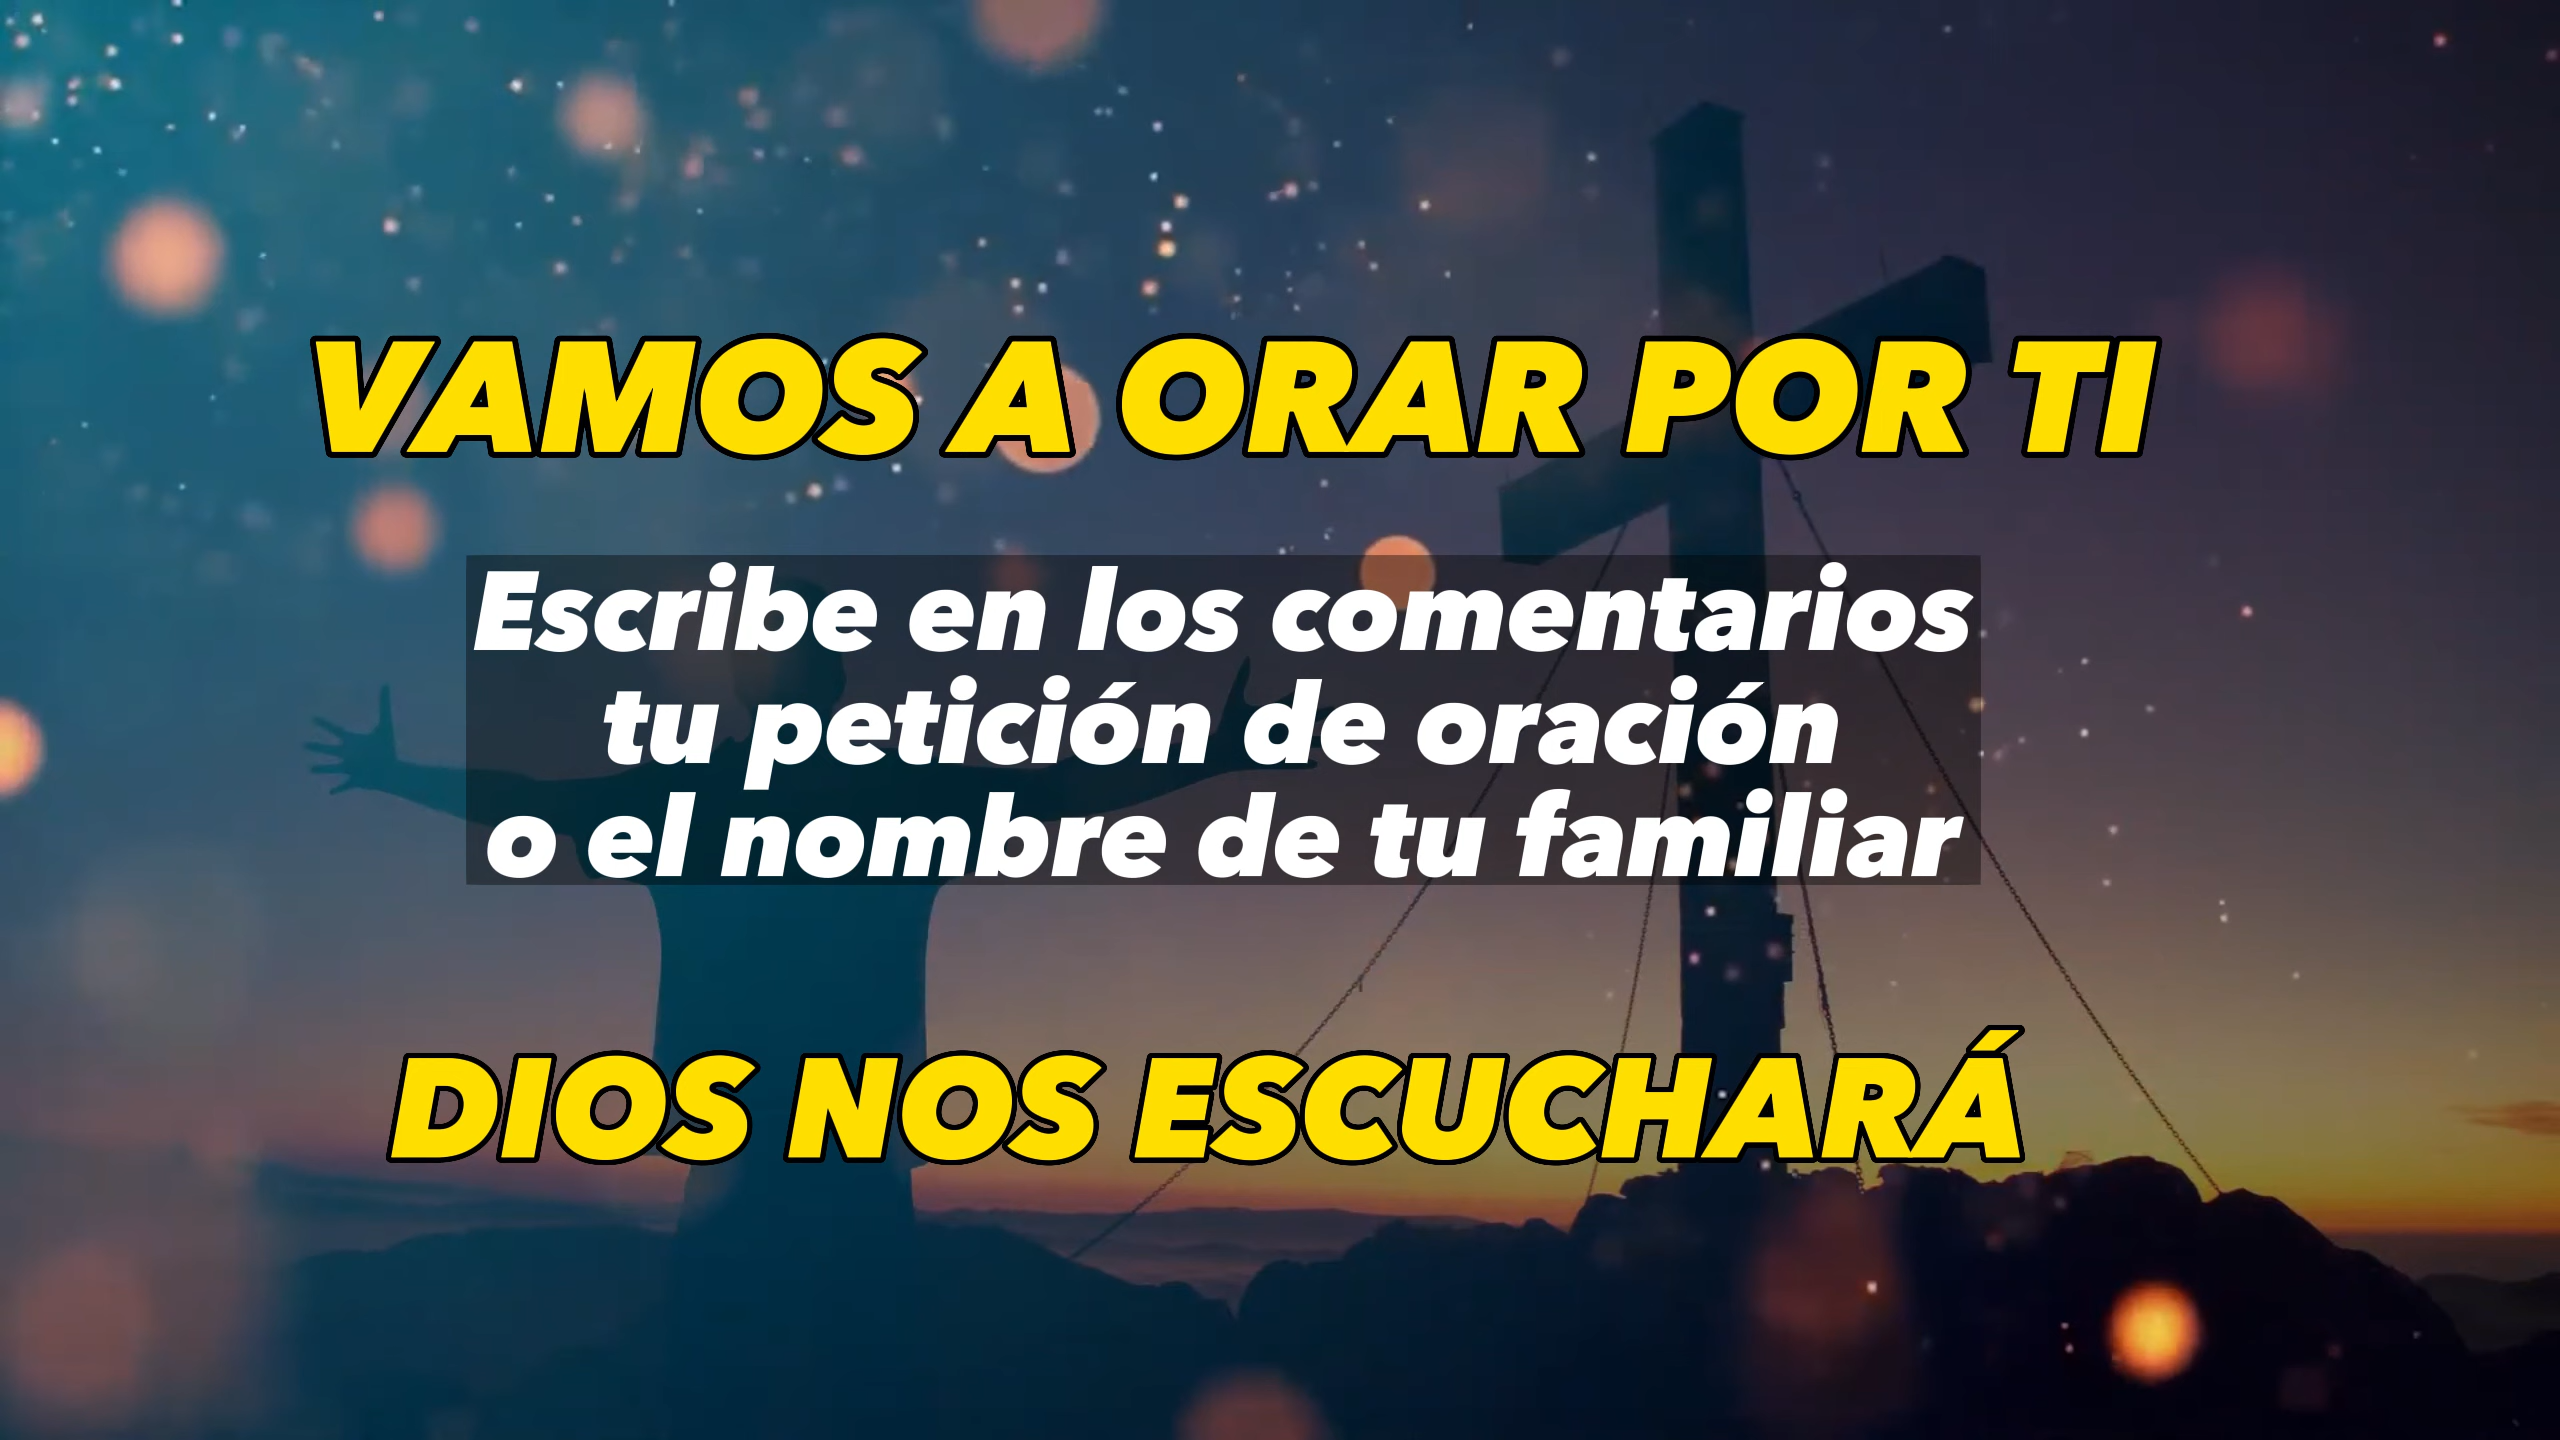 VAMOS A ORAR POR TI
Escribe en los comentarios
tu petición de oración
o el nombre de tu familiar
DIOS NOS ESCUCHARÁ